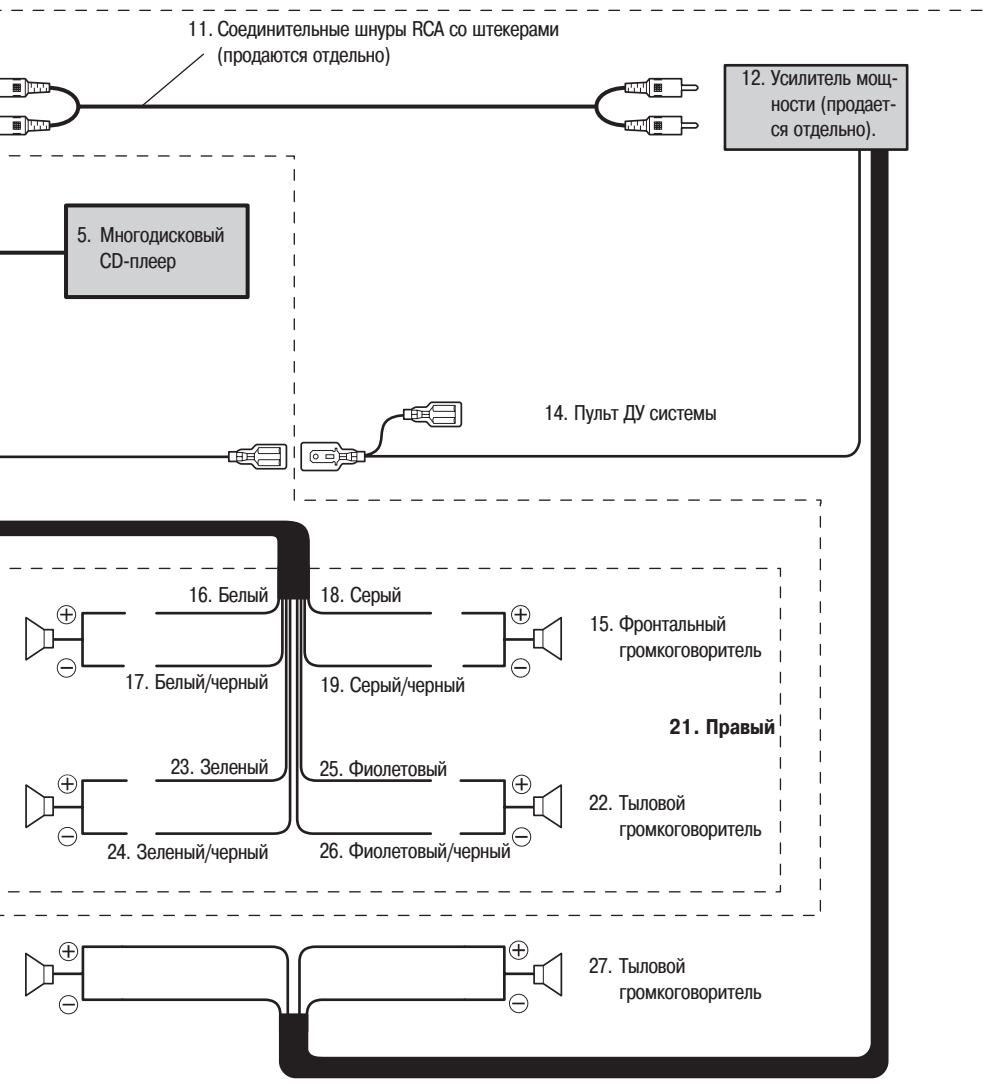 11. Соединительные шнуры RCA со штекерами
(продаются отдельно)
12. Усилитель мощ-
ности (продает-
ся отдельно).
5. Многодисковый
CD-плеер
14. Пульт ДУ системы
16. Белый
18. Серый
15. Фронтальный
громкоговоритель
17. Белый/черный
19. Серый/черный
21. Правый
23. Зеленый
25. Фиолетовый
22. Тыловой
громкоговоритель
24. Зеленый/черный
26. Фиолетовый/черный
27. Тыловой
громкоговоритель